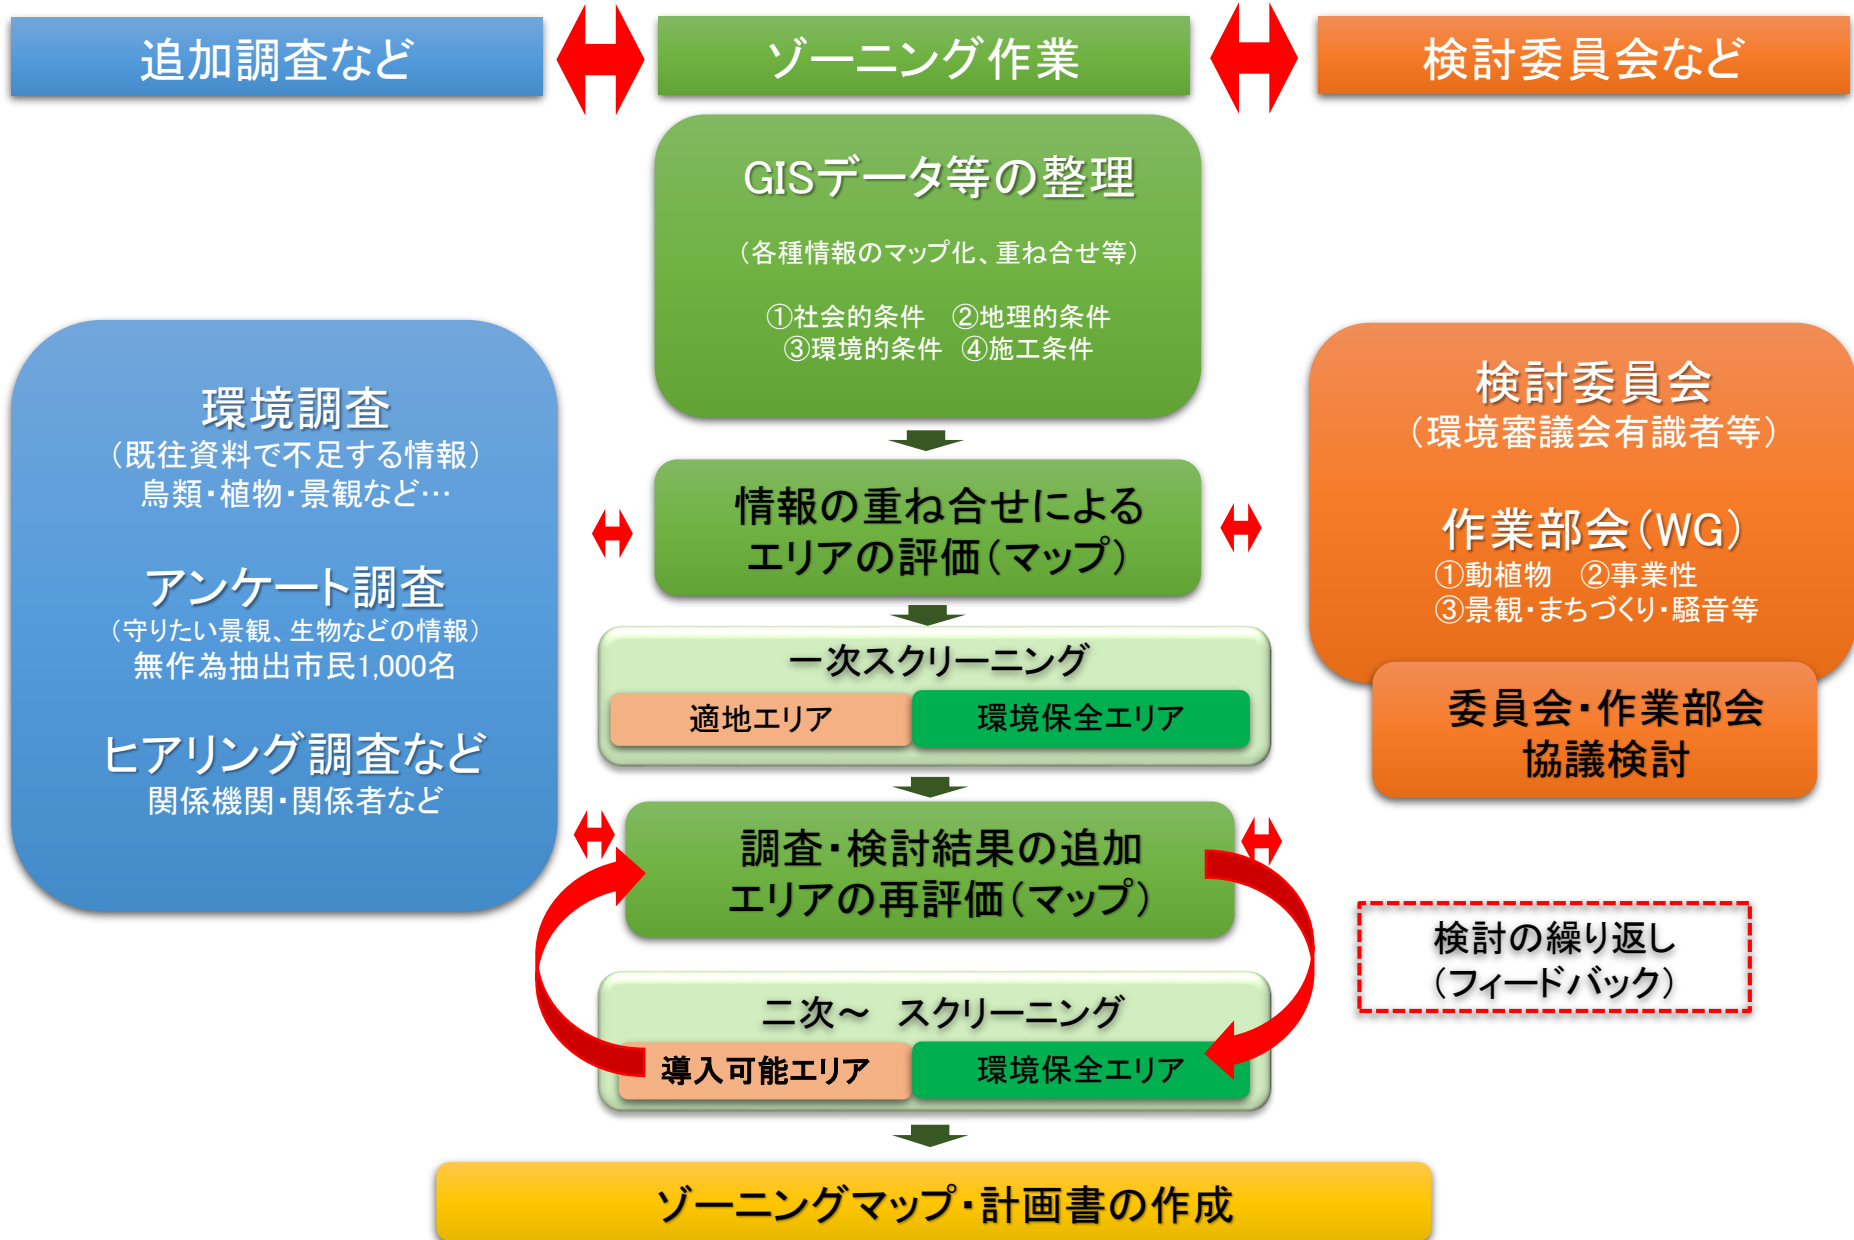 追加調査など
ゾーニング作業
検討委員会など
GISデータ等の整理
（各種情報のマップ化、重ね合せ等）
①社会的条件　②地理的条件
③環境的条件　④施工条件
環境調査
（既往資料で不足する情報）
鳥類・植物・景観など…
アンケート調査
（守りたい景観、生物などの情報）
無作為抽出市民1,000名
ヒアリング調査など
関係機関・関係者など
情報の重ね合せによる
エリアの評価（マップ）
一次スクリーニング
適地エリア
環境保全エリア
調査・検討結果の追加
エリアの再評価（マップ）
二次～　スクリーニング
導入可能エリア
環境保全エリア
検討委員会
（環境審議会有識者等）
作業部会（WG）
①動植物　②事業性
③景観・まちづくり・騒音等
委員会・作業部会
協議検討
検討の繰り返し
（フィードバック）
ゾーニングマップ・計画書の作成